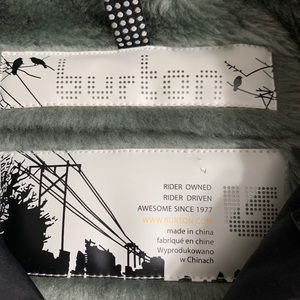 burton
RIDER OWNED
RIDER DRIVEN
AWESOME SINCE 1977
WWW.BURTON.COM
made in china
fabriqué en chine
Wyprodukowano
w Chinach